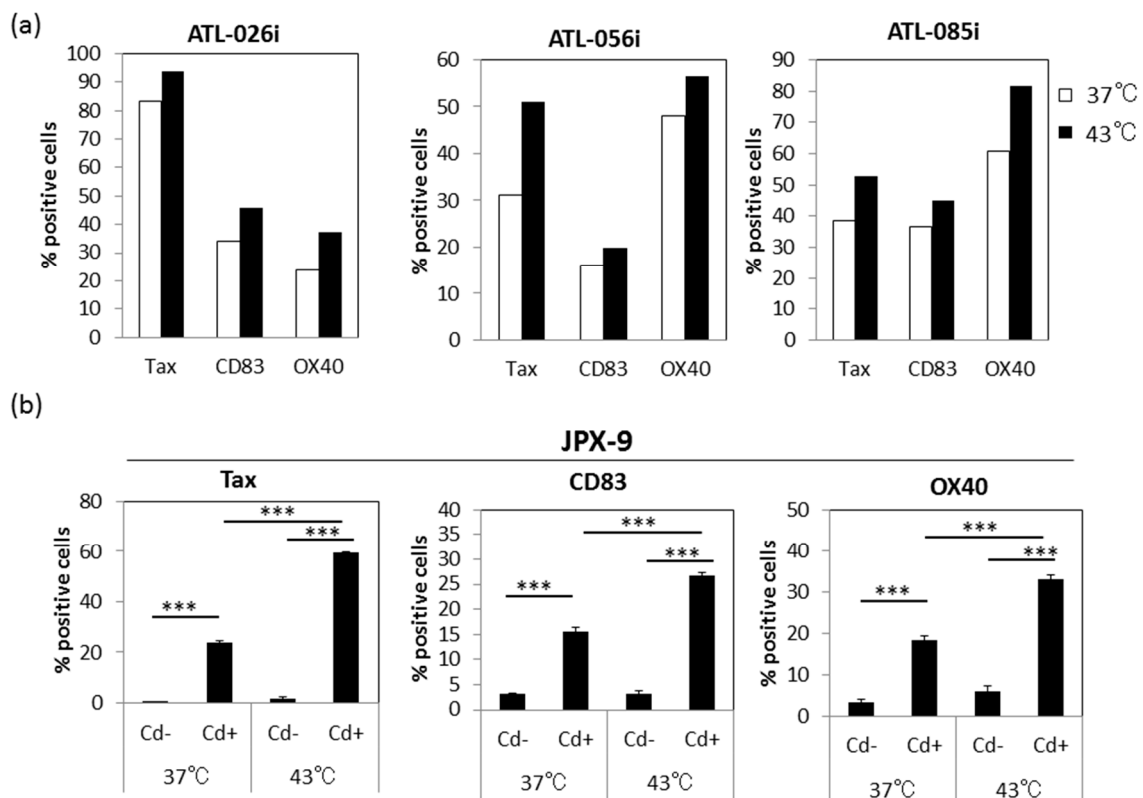 (a)
ATL-026i
ATL-056i
ATL-085i
% positive cells
100
90
80
70
60
50
40
30
20
10
0
Tax CD83 OX40
% positive cells
60
50
40
30
20
10
0
Tax CD83 OX40
% positive cells
90
80
70
60
50
40
30
20
10
0
Tax CD83 OX40
37℃
43℃
(b)
JPX-9
Tax
% positive cells
80
60
40
20
0
***
***
***
Cd- Cd+ Cd- Cd+
37℃ 43℃
CD83
% positive cells
40
35
30
25
20
15
10
5
0
***
***
***
Cd- Cd+ Cd- Cd+
37℃ 43℃
OX40
% positive cells
50
40
30
20
10
0
***
***
***
Cd- Cd+ Cd- Cd+
37℃ 43℃